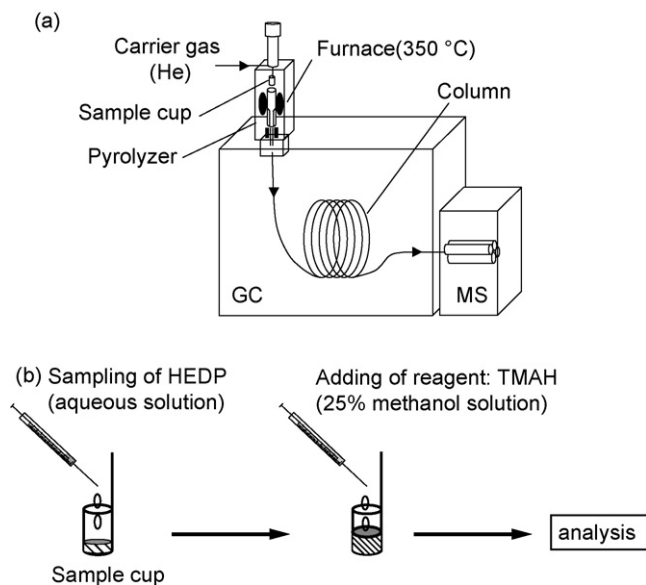 (a)
Carrier gas
(He)
Furnace(350 °C)
Sample cup
Column
Pyrolyzer
GC
MS
(b) Sampling of HEDP
(aqueous solution)
Adding of reagent: TMAH
(25% methanol solution)
analysis
Sample cup